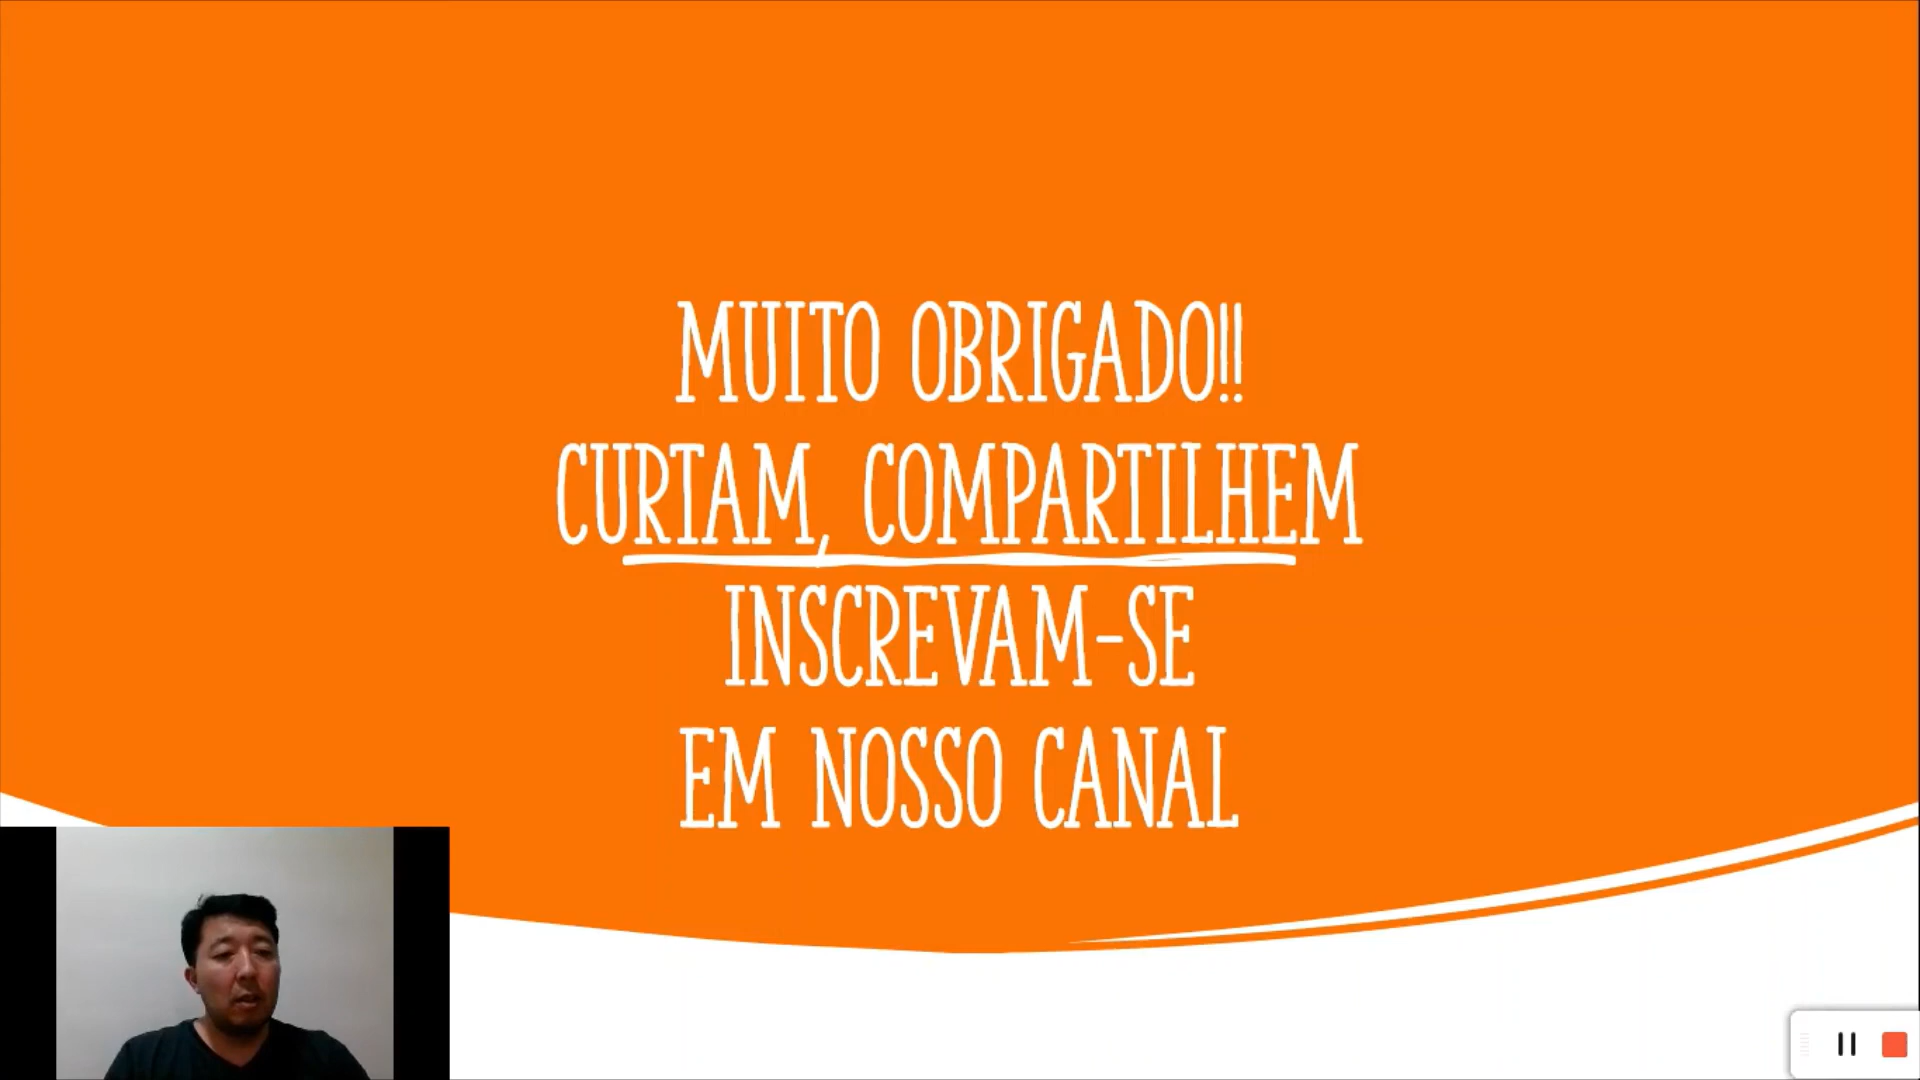 MUITO OBRIGADO!!
CURTAM, COMPARTILHEM
INSCREVAM-SE
EM NOSSO CANAL